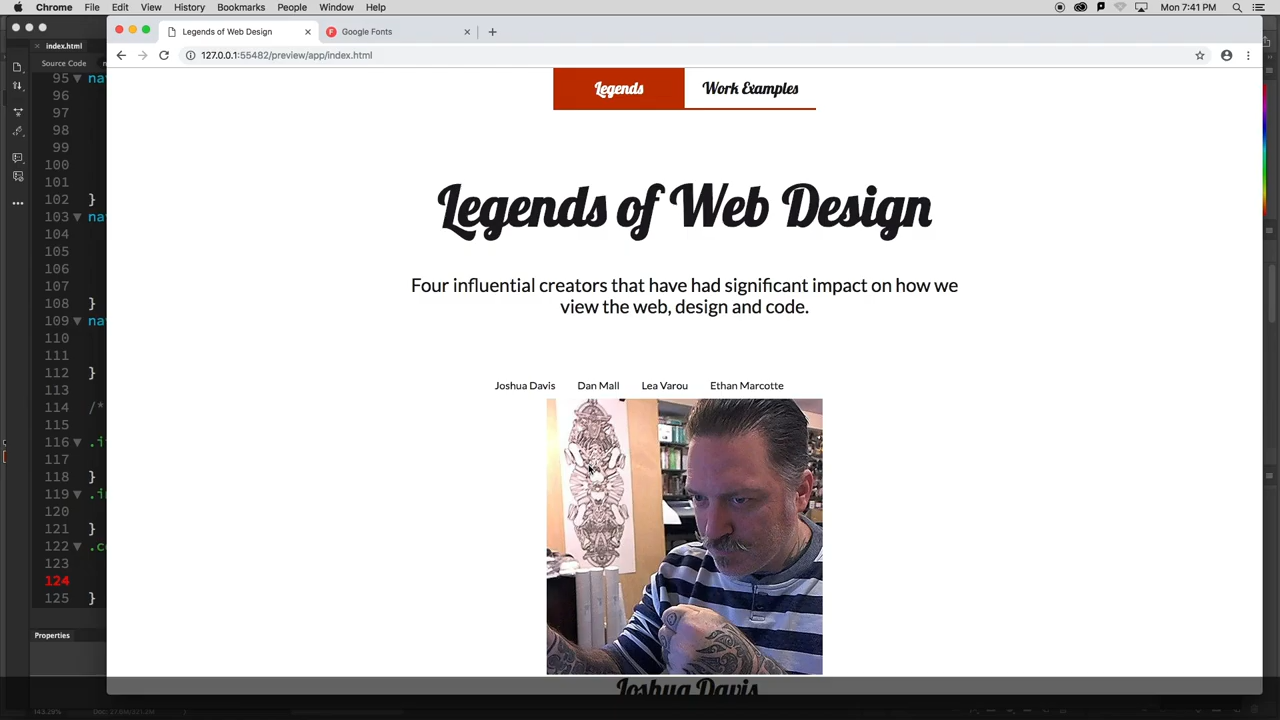 Chrome File Edit View History Bookmarks People Window Help Mon 7:41 PM
index.html
Legends of Web Design
Google Fonts
Source Code
127.0.0.1:55482/preview/app/index.html
95 na
96
97
98
99
100
101
102 }
103 na
104
105
106
107
108 }
109 na
110
111
112 }
113
114 /*
115
116
117
118 }
119
120
121 }
122
123
124
125 }
Properties
Legends
Work Examples
Legends of Web Design
Four influential creators that have had significant impact on how we
view the web, design and code.
Joshua Davis Dan Mall Lea Varou Ethan Marcotte
Joshua Davis